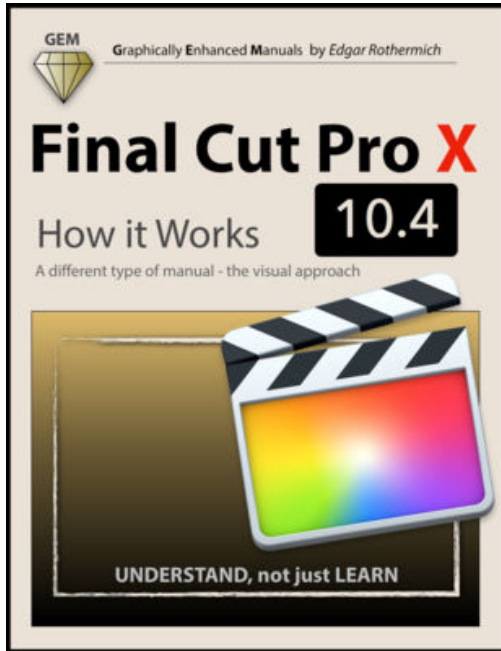 GEM
Graphically Enhanced Manuals by Edgar Rothermich
Final Cut Pro X
10.4
How it Works
A different type of manual - the visual approach
UNDERSTAND, not just LEARN